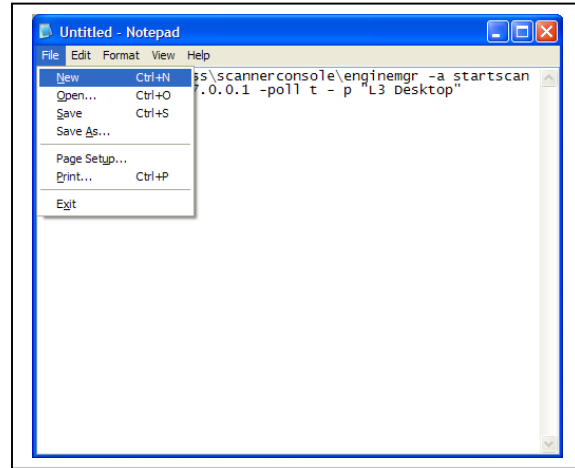 Untitled - Notepad
File Edit Format View Help
ss\scannerconsole\enginemgr -a startscan
7.0.0.1 -poll t - p "L3 Desktop"
New Ctrl+N
Open... Ctrl+O
Save Ctrl+S
Save As...
Page Setup...
Print... Ctrl+P
Exit